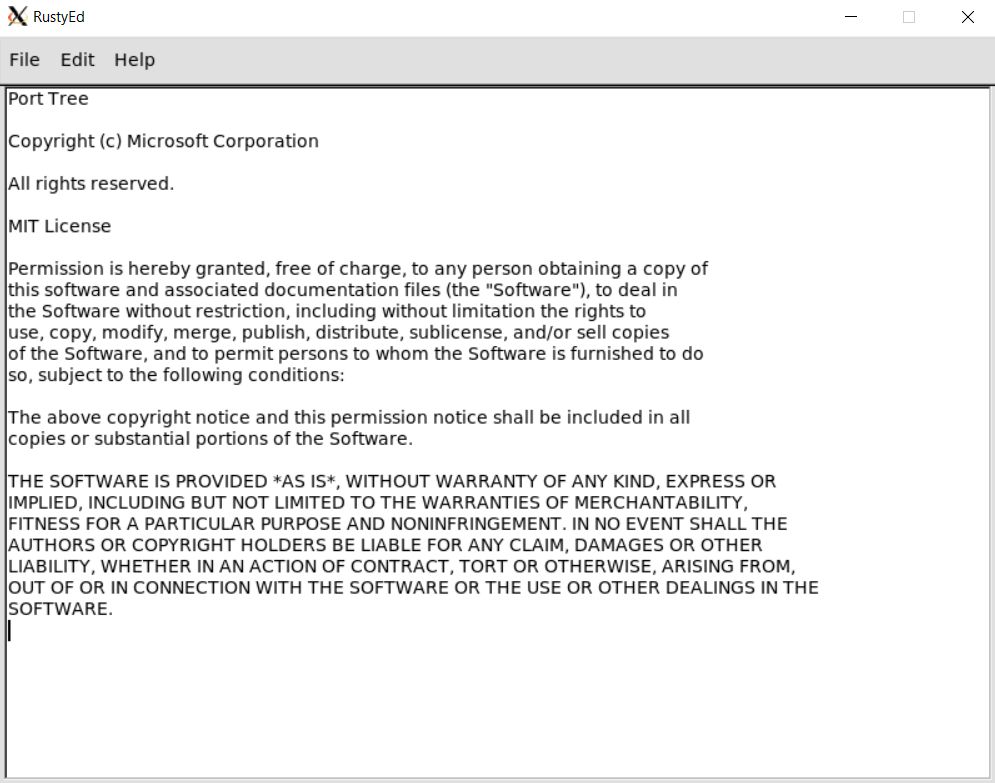 RustyEd
File Edit Help
Port Tree
Copyright (c) Microsoft Corporation
All rights reserved.
MIT License
Permission is hereby granted, free of charge, to any person obtaining a copy of
this software and associated documentation files (the "Software"), to deal in
the Software without restriction, including without limitation the rights to
use, copy, modify, merge, publish, distribute, sublicense, and/or sell copies
of the Software, and to permit persons to whom the Software is furnished to do
so, subject to the following conditions:
The above copyright notice and this permission notice shall be included in all
copies or substantial portions of the Software.
THE SOFTWARE IS PROVIDED *AS IS*, WITHOUT WARRANTY OF ANY KIND, EXPRESS OR
IMPLIED, INCLUDING BUT NOT LIMITED TO THE WARRANTIES OF MERCHANTABILITY,
FITNESS FOR A PARTICULAR PURPOSE AND NONINFRINGEMENT. IN NO EVENT SHALL THE
AUTHORS OR COPYRIGHT HOLDERS BE LIABLE FOR ANY CLAIM, DAMAGES OR OTHER
LIABILITY, WHETHER IN AN ACTION OF CONTRACT, TORT OR OTHERWISE, ARISING FROM,
OUT OF OR IN CONNECTION WITH THE SOFTWARE OR THE USE OR OTHER DEALINGS IN THE
SOFTWARE.